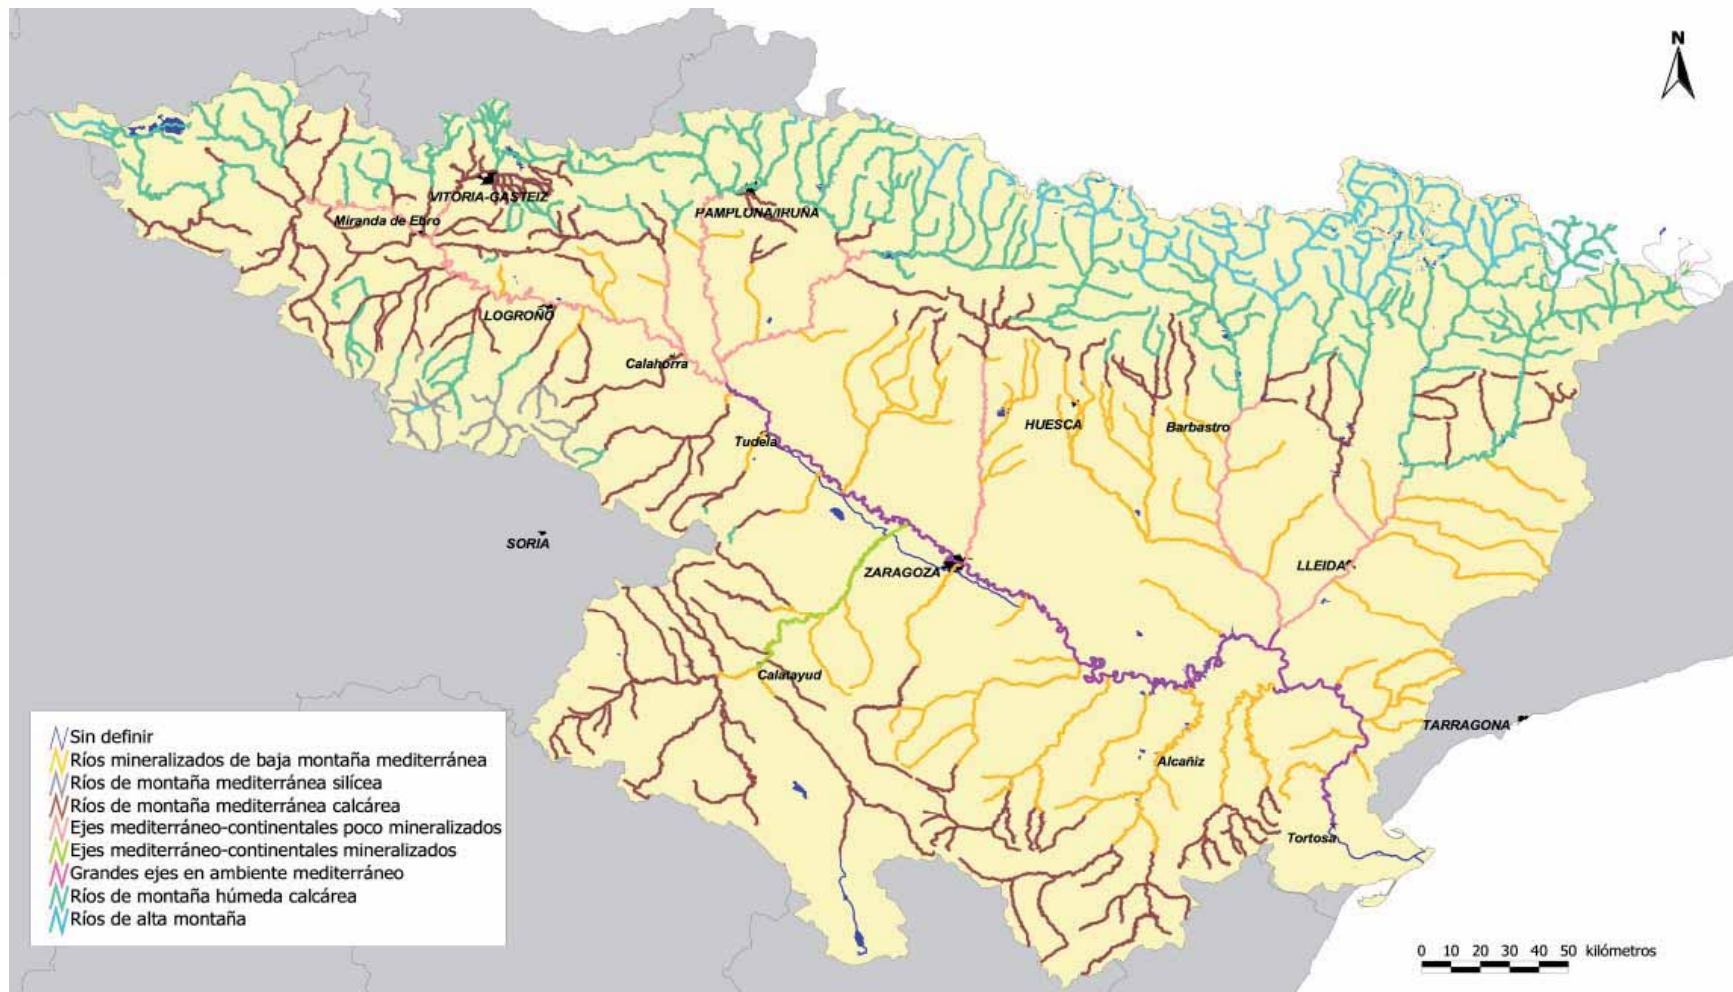 N
VITORIA-GASTEIZ
Miranda de Ebro
PAMPLONA/IRUÑA
LOGROÑO
Calahorra
HUESCA
Barbastro
Tudela
SORIA
ZARAGOZA
LLEIDA
Calatayud
TARRAGONA
Alcañiz
Tortosa
Sin definir
Ríos mineralizados de baja montaña mediterránea
Ríos de montaña mediterránea silícea
Ríos de montaña mediterránea calcárea
Ejes mediterráneo-continentales poco mineralizados
Ejes mediterráneo-continentales mineralizados
Grandes ejes en ambiente mediterráneo
Ríos de montaña húmeda calcárea
Ríos de alta montaña
0 10 20 30 40 50 kilómetros